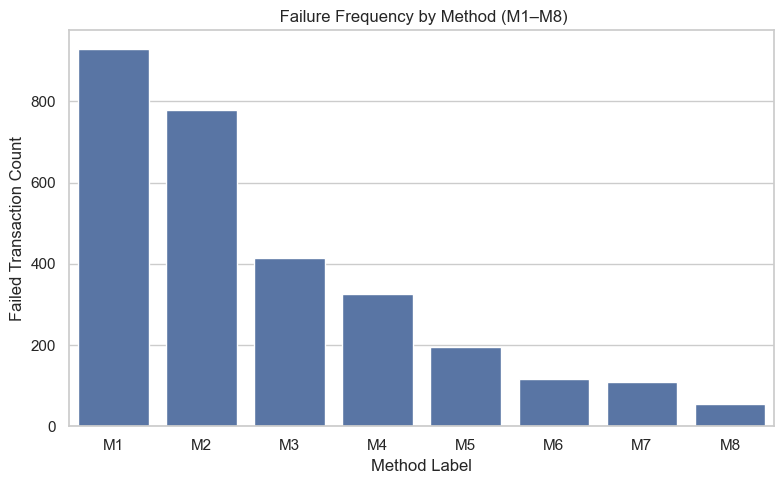 Failure Frequency by Method (M1–M8)
Failed Transaction Count
800
600
400
200
0
M1 M2 M3 M4 M5 M6 M7 M8
Method Label